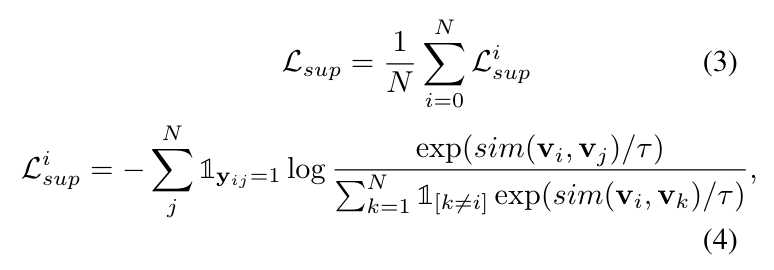 $\mathcal{L}_{sup} = \frac{1}{N} \sum_{i=0}^{N} \mathcal{L}_{sup}^{i}$ (3)
$\mathcal{L}_{sup}^{i} = - \sum_{j}^{N} \mathbb{1}_{\mathbf{y}_{ij}=1} \log \frac{\exp(sim(\mathbf{v}_i, \mathbf{v}_j)/\tau)}{\sum_{k=1}^{N} \mathbb{1}_{[k \neq i]} \exp(sim(\mathbf{v}_i, \mathbf{v}_k)/\tau)},$
(4)